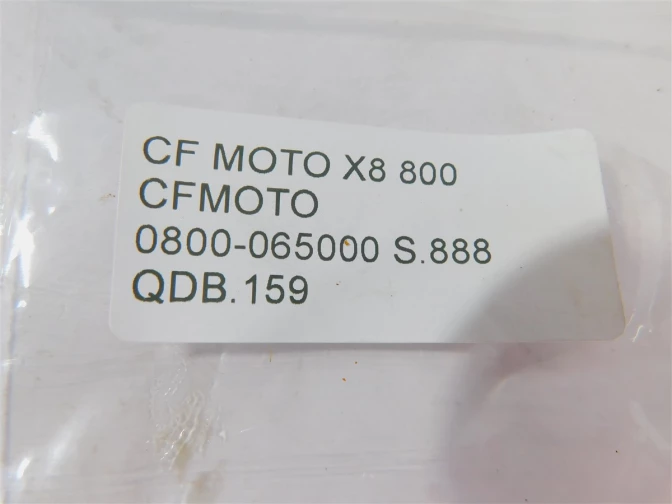 CF MOTO X8 800
CFMOTO
0800-065000 S.888
QDB.159